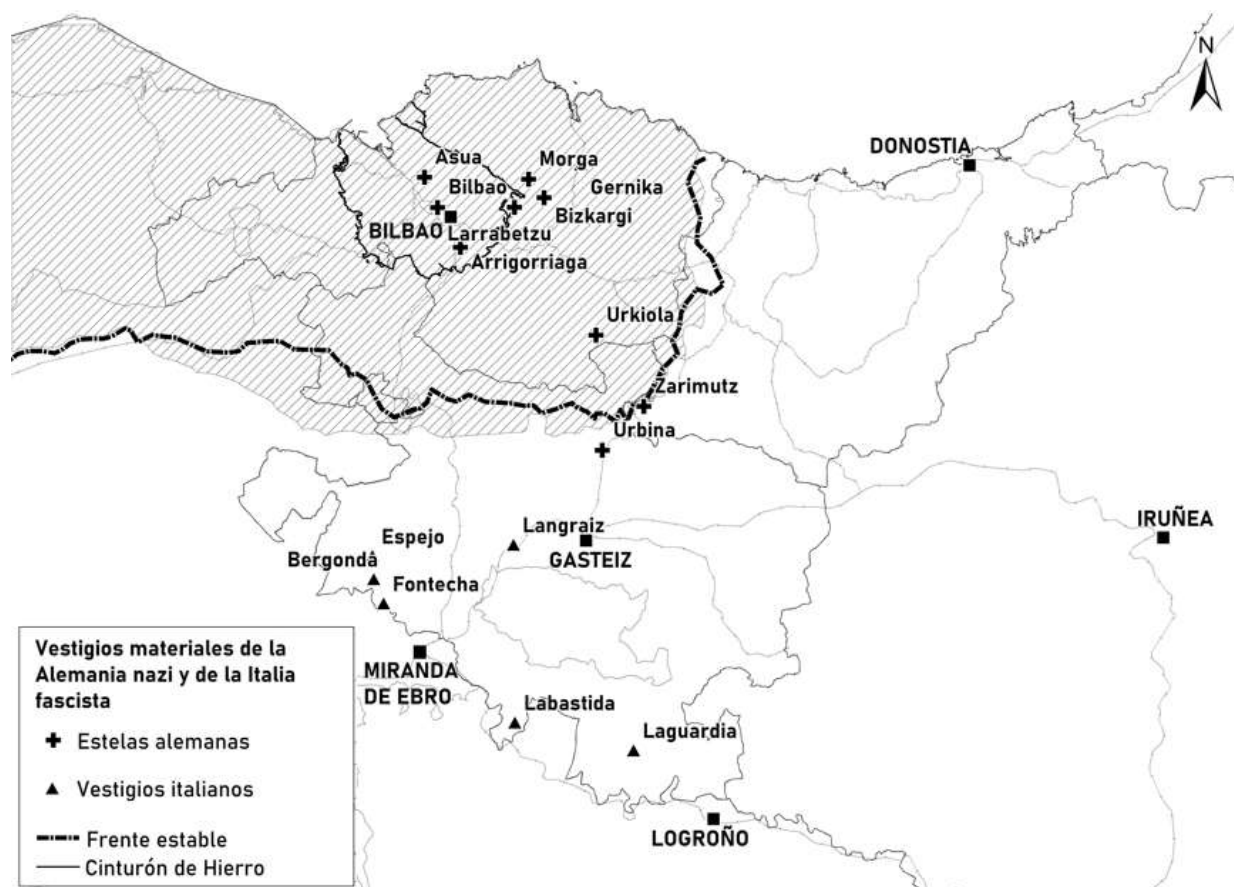 N
DONOSTIA
Asua
Morga
Bilbao
Gernika
BILBAO
Bizkargi
Larrabetzu
Arrigorriaga
Urkiola
Zarimutz
Urbina
IRUÑEA
Langraiz
GASTEIZ
Espejo
Bergonda
Fontecha
MIRANDA
DE EBRO
Labastida
Laguardia
LOGROÑO
Vestigios materiales de la
Alemania nazi y de la Italia
fascista
Estelas alemanas
Vestigios italianos
Frente estable
Cinturón de Hierro